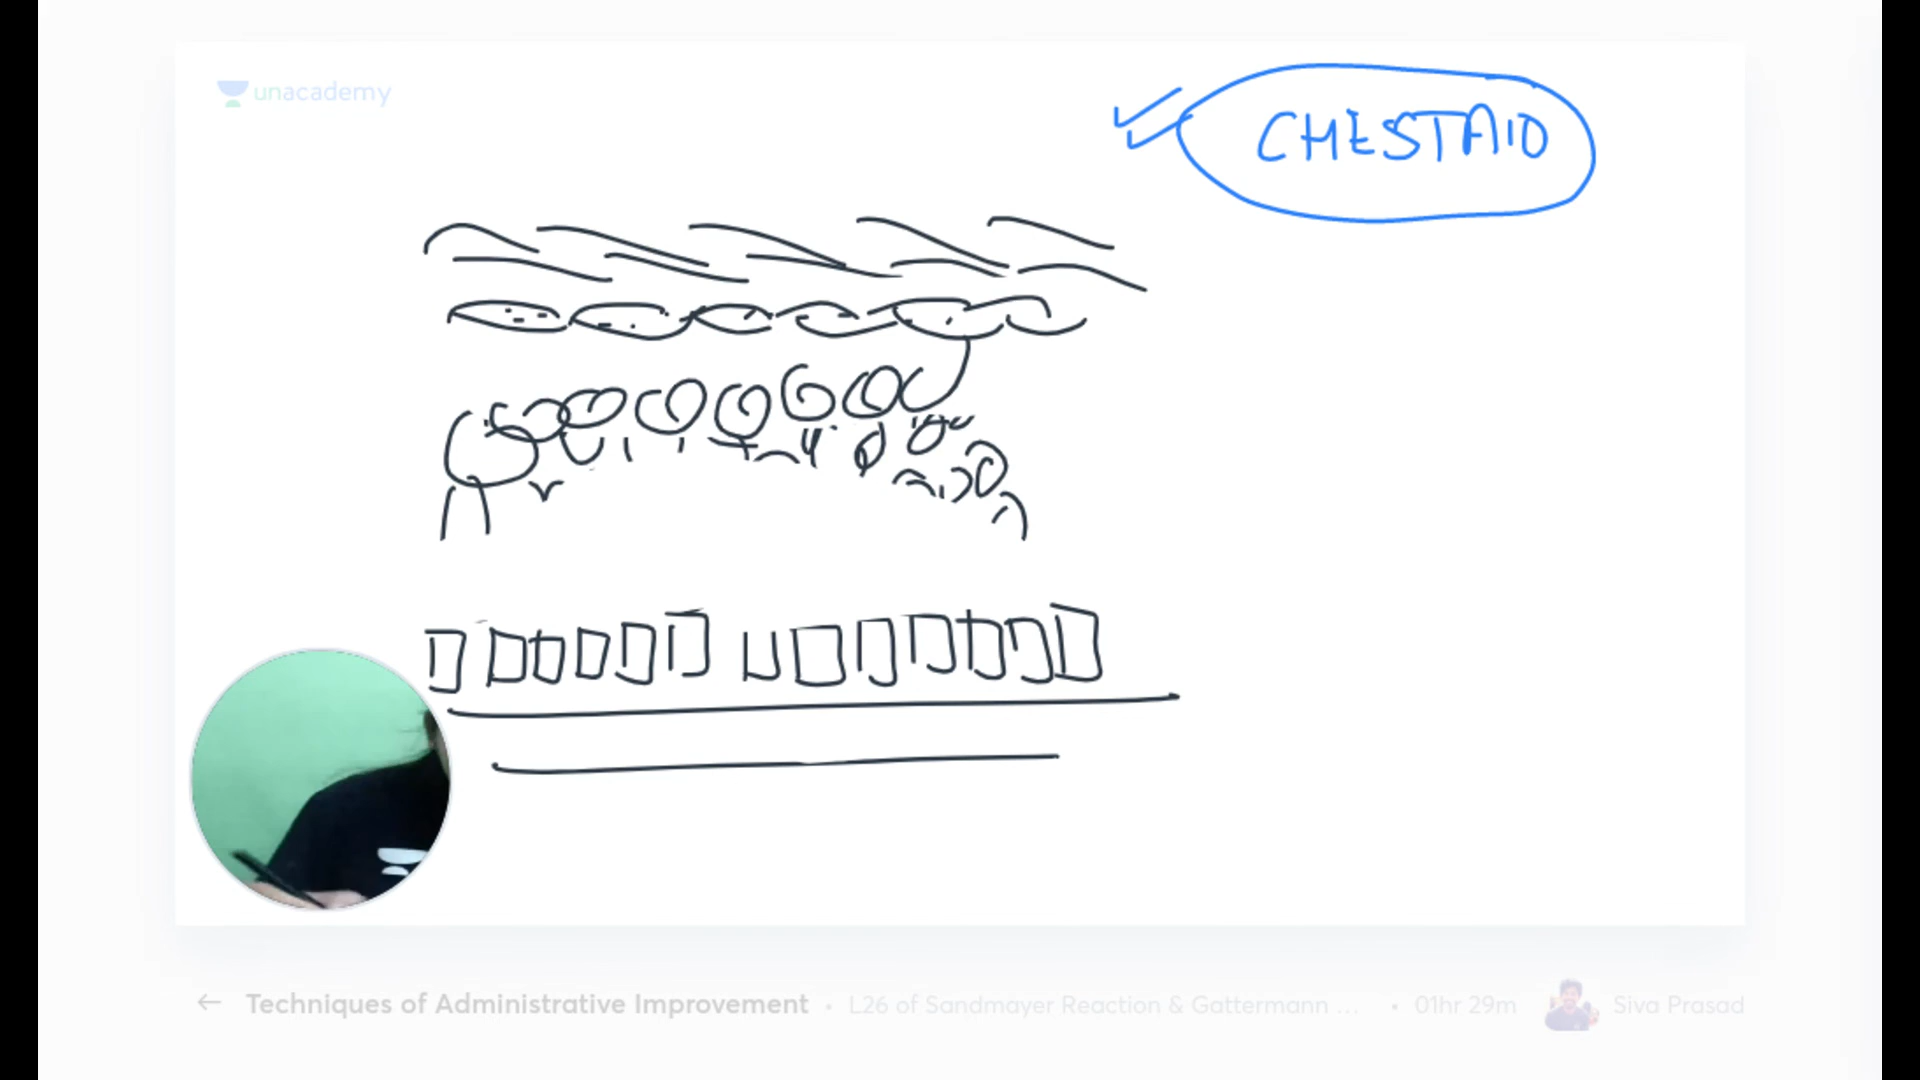 unacademy
CHESTAID
← Techniques of Administrative Improvement • L26 of Sandmayer Reaction & Gattermann ... • 01hr 29m Siva Prasad